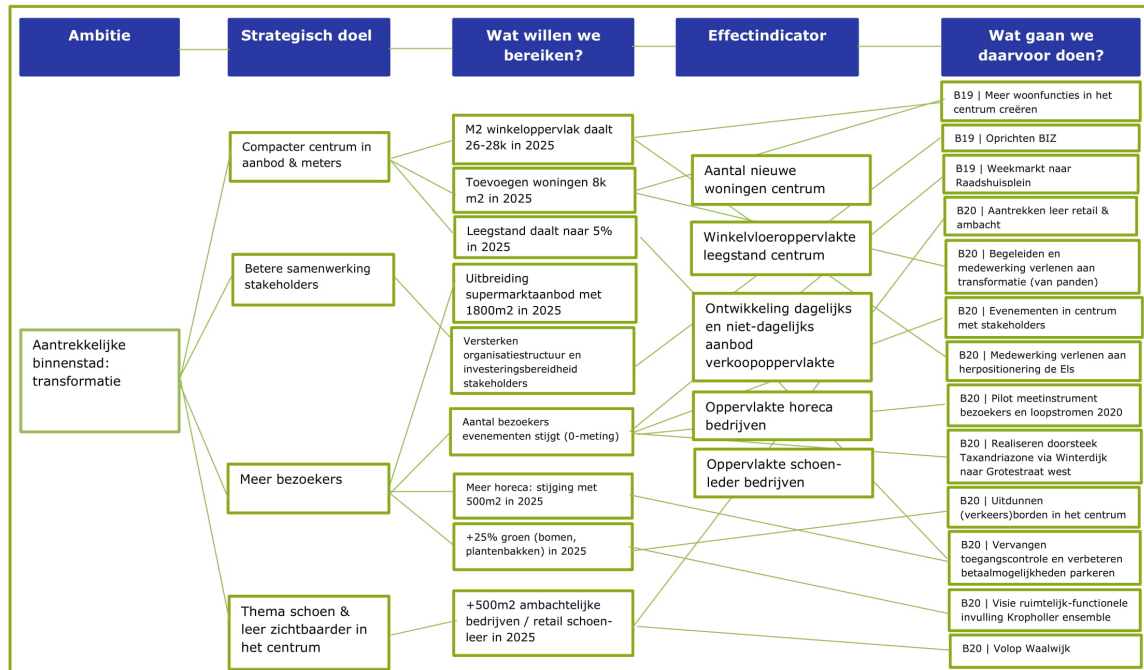 Ambitie
Strategisch doel
Wat willen we
bereiken?
Effectindicator
Wat gaan we
daarvoor doen?
Aantrekkelijke
binnenstad:
transformatie
Compacter centrum in
aanbod & meters
Betere samenwerking
stakeholders
Meer bezoekers
Thema schoen &
leer zichtbaarder in
het centrum
M2 winkeloppervlak daalt
26-28k in 2025
Toevoegen woningen 8k
m2 in 2025
Leegstand daalt naar 5%
in 2025
Uitbreiding
supermarktaanbod met
1800m2 in 2025
Versterken
organisatiestructuur en
investeringsbereidheid
stakeholders
Aantal bezoekers
evenementen stijgt (0-meting)
Meer horeca: stijging met
500m2 in 2025
+25% groen (bomen,
plantenbakken) in 2025
+500m2 ambachtelijke
bedrijven / retail schoen-
leer in 2025
Aantal nieuwe
woningen centrum
Winkelvloeroppervlakte
leegstand centrum
Ontwikkeling dagelijks
en niet-dagelijks
aanbod
verkoopoppervlakte
Oppervlakte horeca
bedrijven
Oppervlakte schoen-
leder bedrijven
B19 | Meer woonfuncties in het
centrum creëren
B19 | Oprichten BIZ
B19 | Weekmarkt naar
Raadshuisplein
B20 | Aantrekken leer retail &
ambacht
B20 | Begeleiden en
medewerking verlenen aan
transformatie (van panden)
B20 | Evenementen in centrum
met stakeholders
B20 | Medewerking verlenen aan
herpositionering de Els
B20 | Pilot meetinstrument
bezoekers en loopstromen 2020
B20 | Realiseren doorsteek
Taxandriazone via Winterdijk
naar Grotestraat west
B20 | Uitdunnen
(verkeers)borden in het centrum
B20 | Vervangen
toegangscontrole en verbeteren
betaalmogelijkheden parkeren
B20 | Visie ruimtelijk-functionele
invulling Kropholler ensemble
B20 | Volop Waalwijk